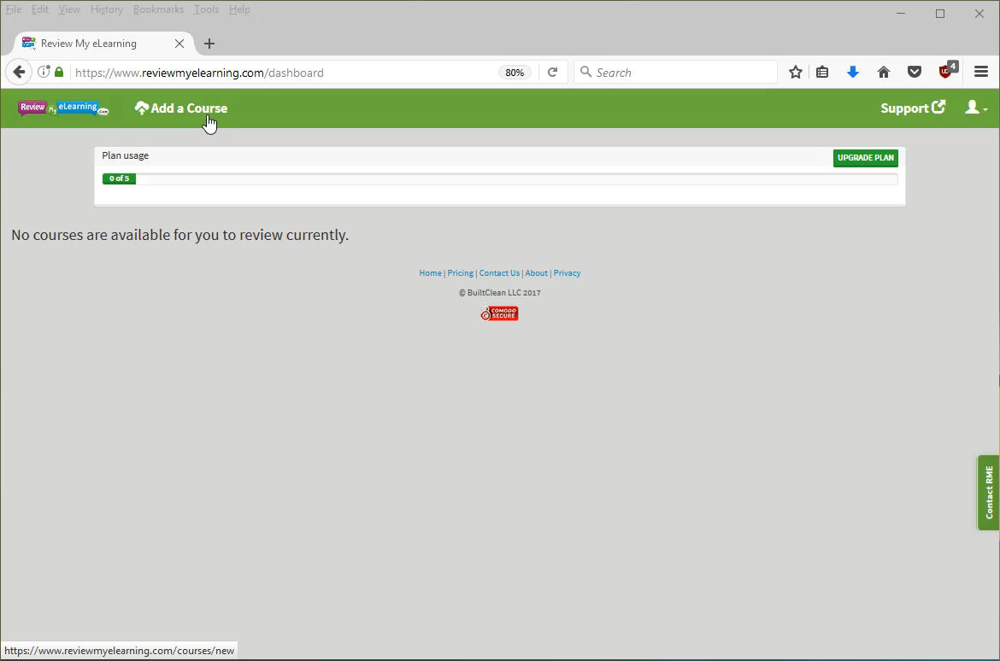 File Edit View History Bookmarks Tools Help
Review My eLearning
https://www.reviewmyelearning.com/dashboard 80% Search 4
Review My eLearning .com Add a Course Support
Plan usage UPGRADE PLAN
0 of 5
No courses are available for you to review currently.
Home | Pricing | Contact Us | About | Privacy
© BuiltClean LLC 2017
COMODO
SECURE
Contact RME
https://www.reviewmyelearning.com/courses/new